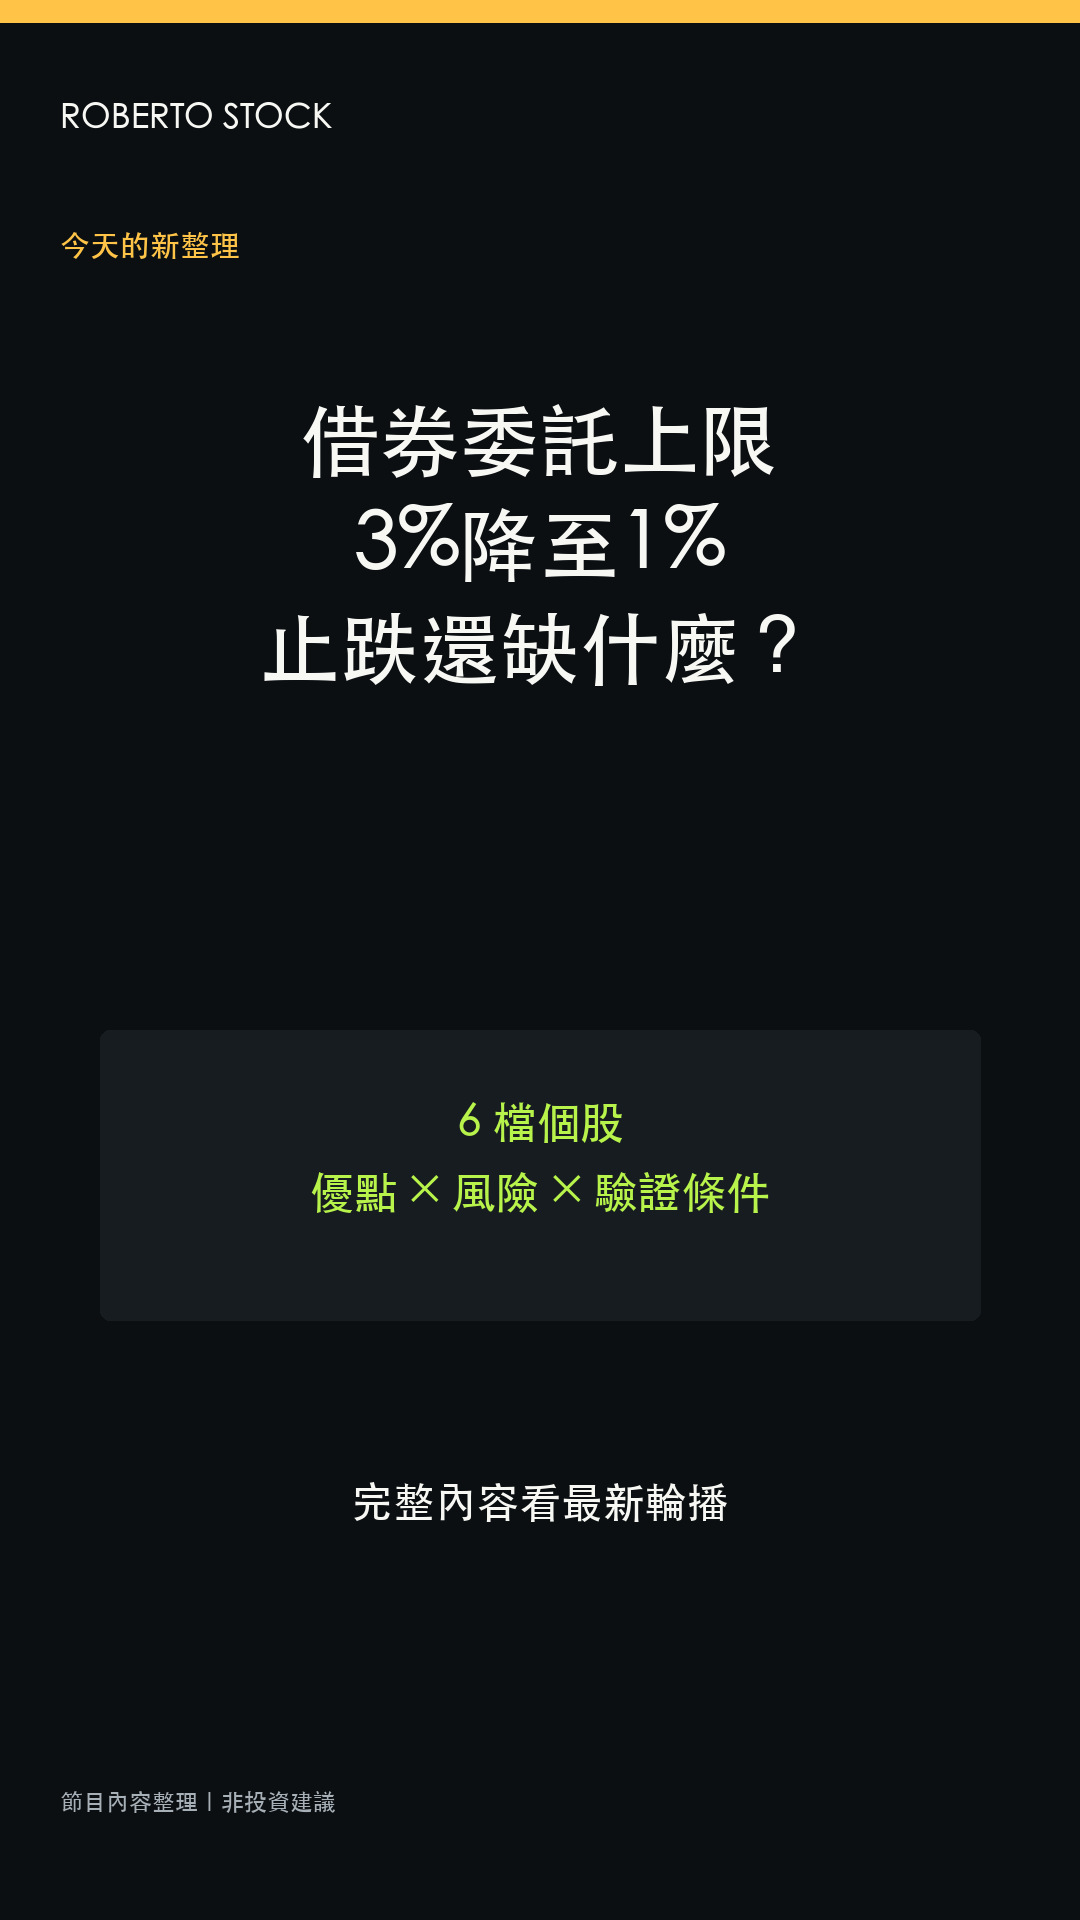 ROBERTO STOCK
今天的新整理
借券委託上限
3%降至1%
止跌還缺什麼？
6 檔個股
優點 × 風險 × 驗證條件
完整內容看最新輪播
節目內容整理｜非投資建議